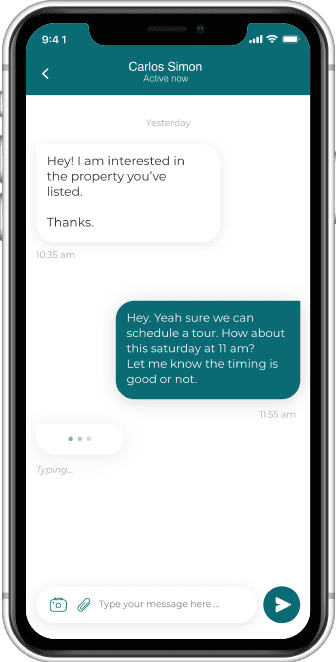 9:41
Carlos Simon
Active now
Yesterday
Hey! I am interested in
the property you've
listed.
Thanks.
10:35 am
Hey. Yeah sure we can
schedule a tour. How about
this saturday at 11 am?
Let me know the timing is
good or not.
11:55 am
Typing...
Type your message here ...